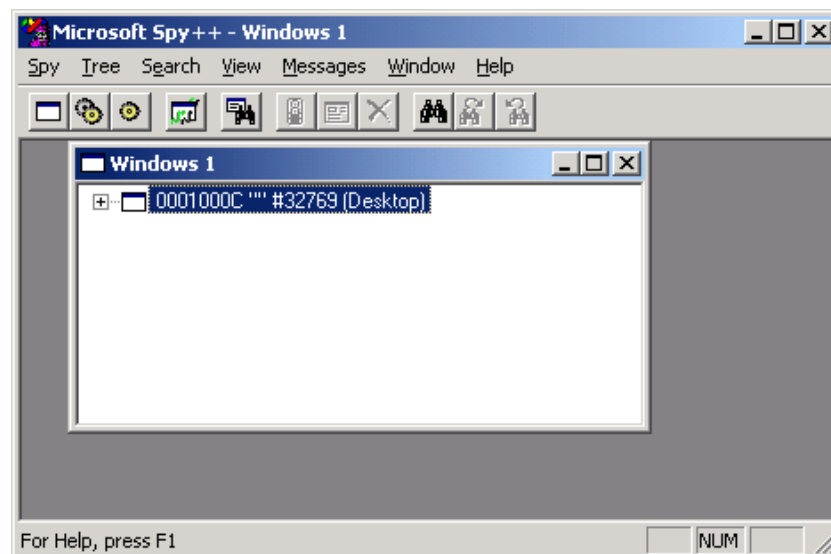 Microsoft Spy++ - Windows 1
Spy Tree Search View Messages Window Help
Windows 1
0001000C "" #32769 (Desktop)
For Help, press F1
NUM